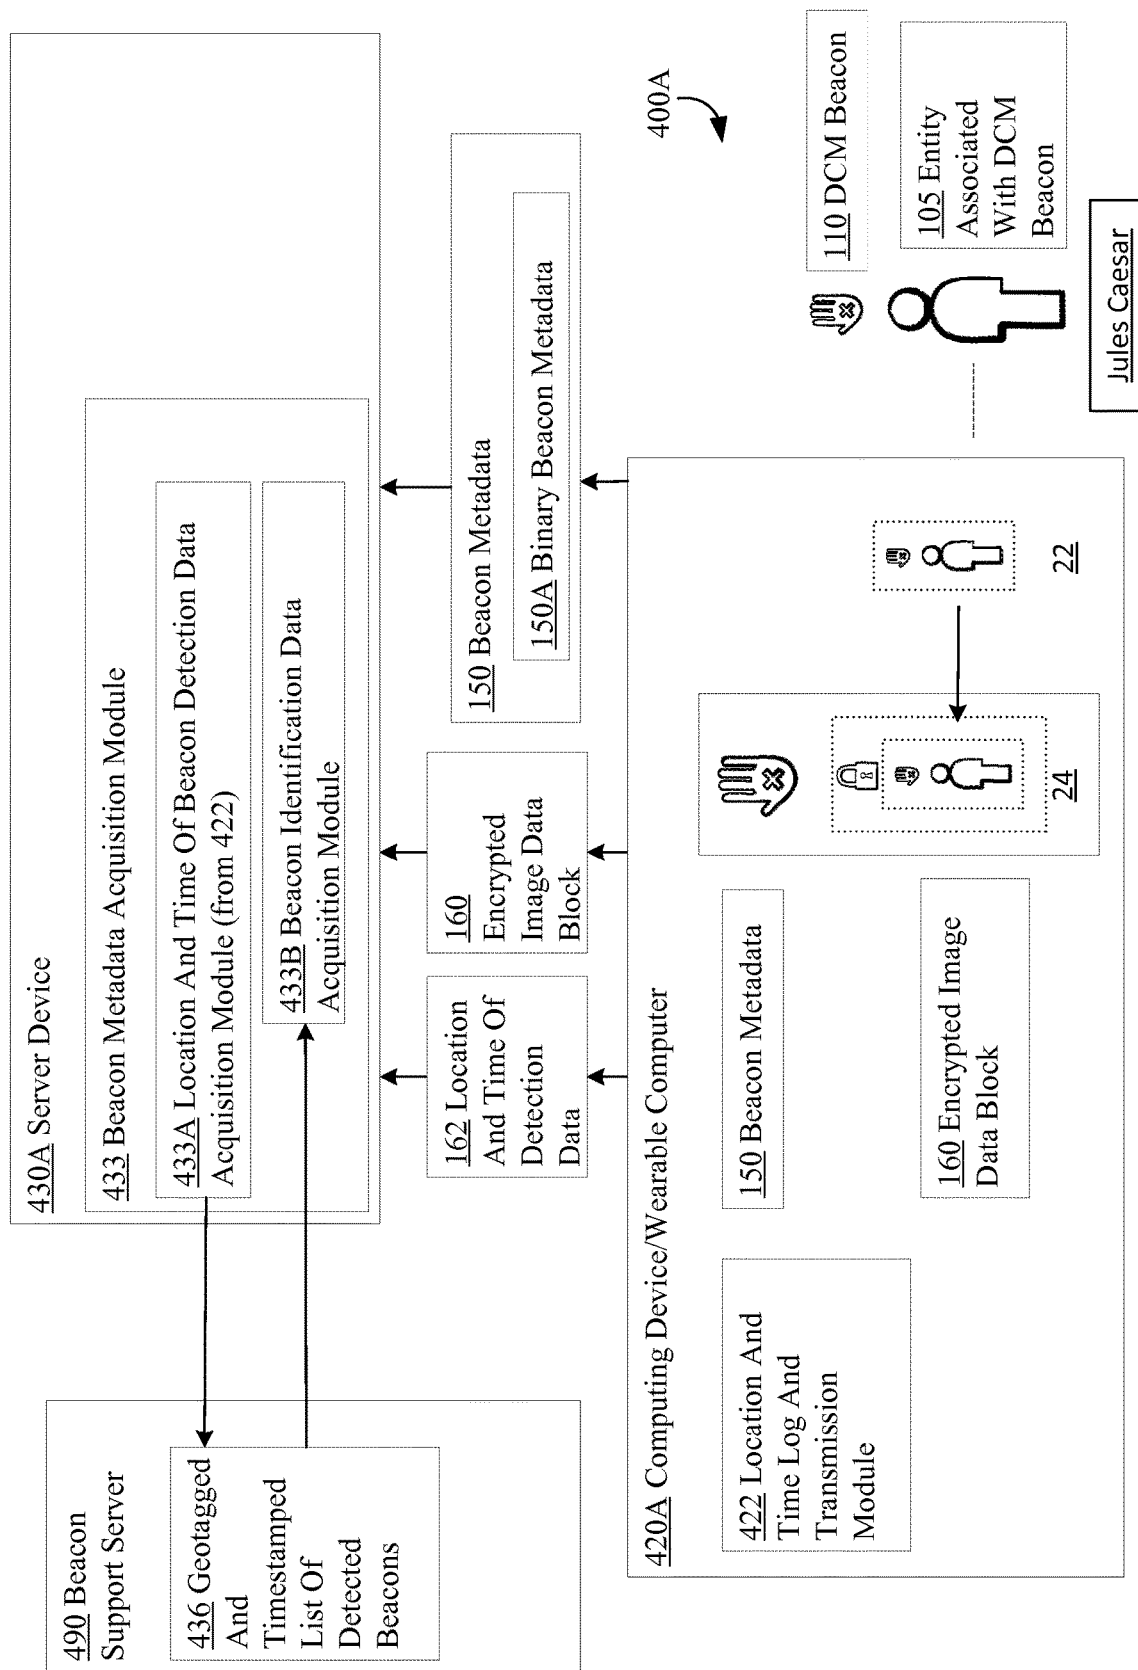 490 Beacon
Support Server
436 Geotagged
And
Timestamped
List Of
Detected
Beacons
430A Server Device
433 Beacon Metadata Acquisition Module
433A Location And Time Of Beacon Detection Data
Acquisition Module (from 422)
433B Beacon Identification Data
Acquisition Module
162 Location
And Time Of
Detection
Data
160
Encrypted
Image Data
Block
150 Beacon Metadata
150A Binary Beacon Metadata
400A
420A Computing Device/Wearable Computer
422 Location And
Time Log And
Transmission
Module
150 Beacon Metadata
160 Encrypted Image
Data Block
24
22
110 DCM Beacon
105 Entity
Associated
With DCM
Beacon
Jules Caesar